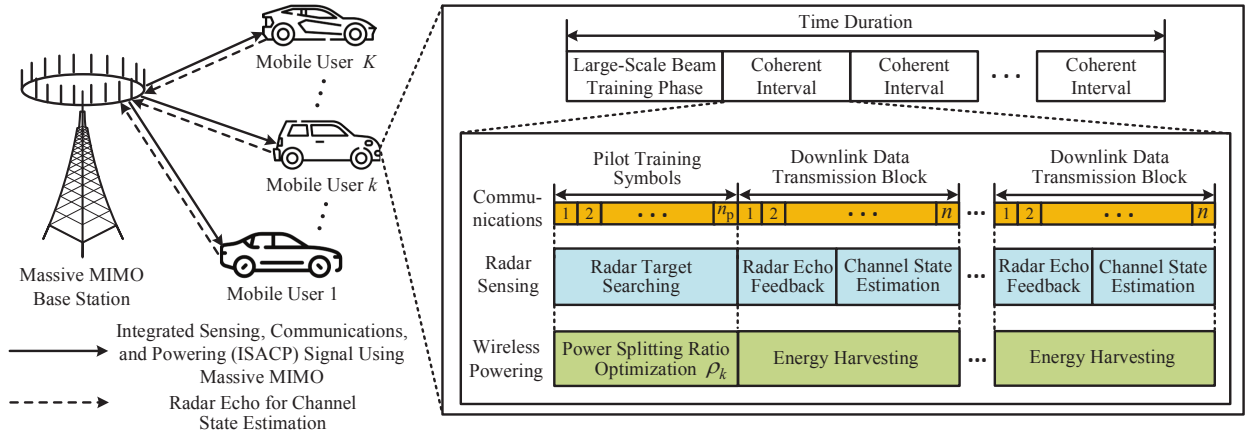 Mobile User K
Mobile User k
Mobile User 1
Massive MIMO
Base Station
Integrated Sensing, Communications,
and Powering (ISACP) Signal Using
Massive MIMO
Radar Echo for Channel
State Estimation
Time Duration
Large-Scale Beam
Training Phase
Coherent
Interval
Coherent
Interval
...
Coherent
Interval
Pilot Training
Symbols
Downlink Data
Transmission Block
Downlink Data
Transmission Block
Commu-
nications
1 2 ... nₚ 1 2 ... n ... 1 2 ... n
Radar
Sensing
Radar Target
Searching
Radar Echo
Feedback
Channel State
Estimation
...
Radar Echo
Feedback
Channel State
Estimation
Wireless
Powering
Power Splitting Ratio
Optimization ρₖ
Energy Harvesting
...
Energy Harvesting